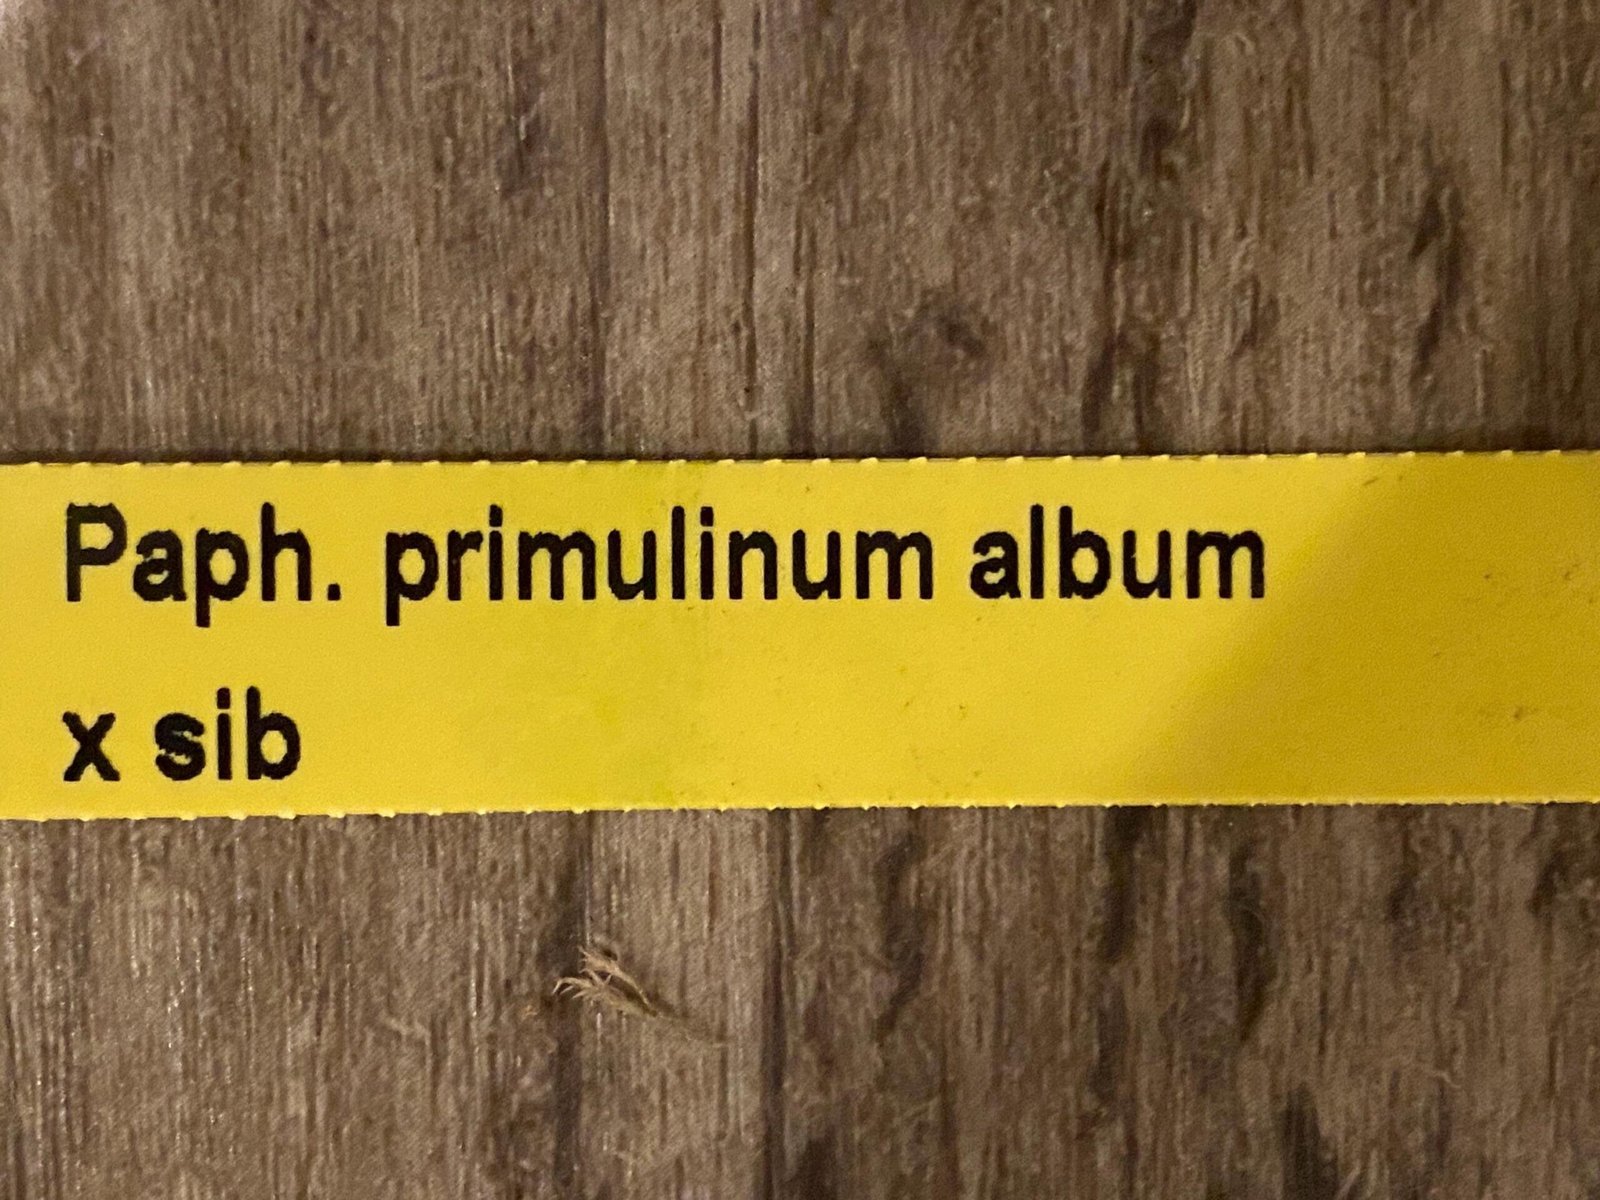 Paph. primulinum album
x sib